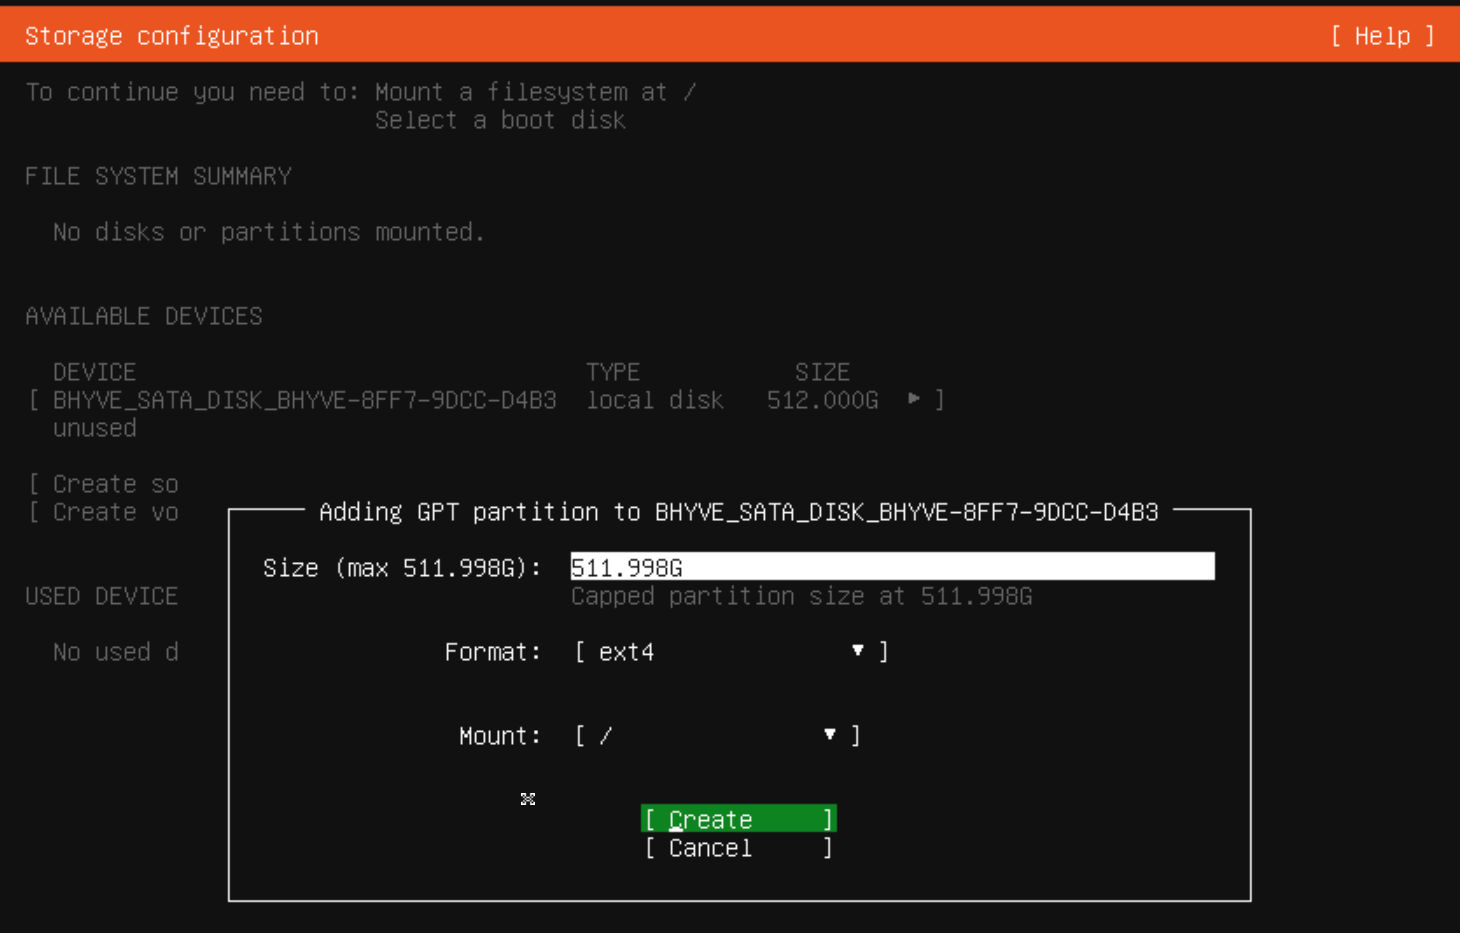 Storage configuration [ Help ]
To continue you need to: Mount a filesystem at /
Select a boot disk
FILE SYSTEM SUMMARY
No disks or partitions mounted.
AVAILABLE DEVICES
DEVICE TYPE SIZE
[ BHYVE_SATA_DISK_BHYVE-8FF7-9DCC-D4B3 local disk 512.000G ▸ ]
unused
[ Create so
[ Create vo
Adding GPT partition to BHYVE_SATA_DISK_BHYVE-8FF7-9DCC-D4B3
Size (max 511.998G): 511.998G
USED DEVICE
Capped partition size at 511.998G
No used d
Format: [ ext4 ▾ ]
Mount: [ / ▾ ]
[ Create ]
[ Cancel ]